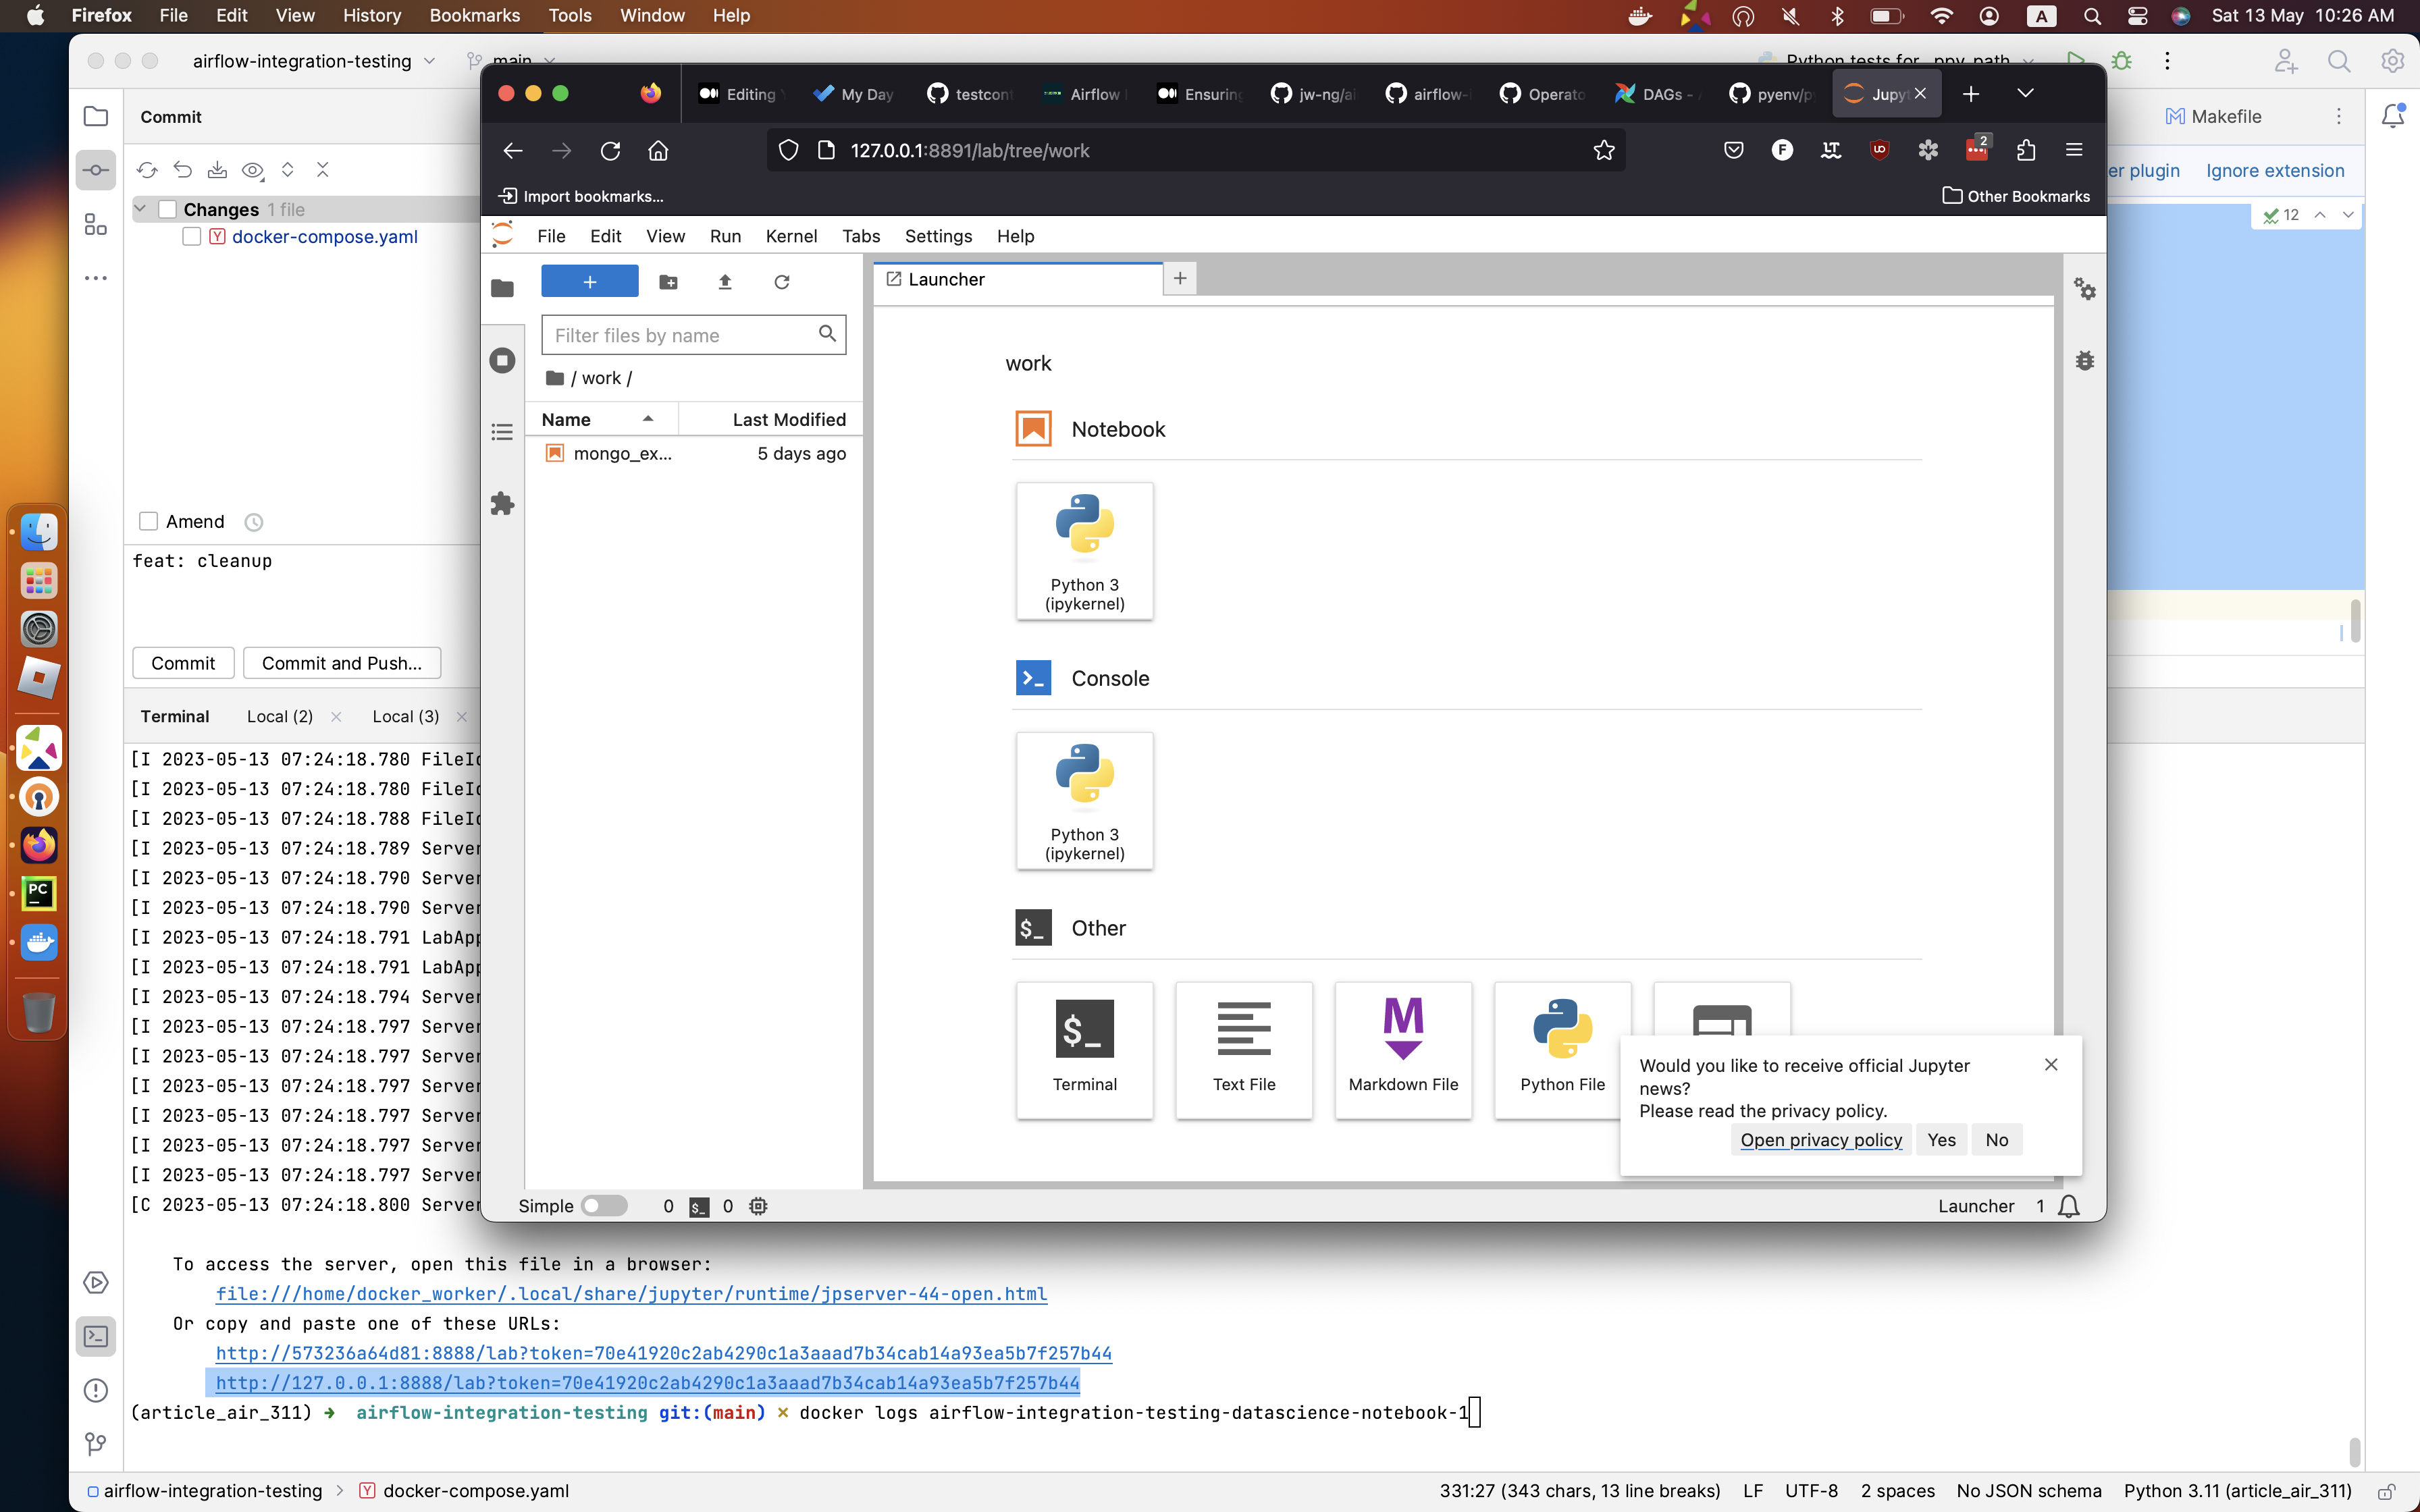 Firefox File Edit View History Bookmarks Tools Window Help
A
Sat 13 May 10:26 AM
airflow-integration-testing
main
Python tests for
Commit
Changes 1 file
docker-compose.yaml
Amend
feat: cleanup
Commit
Commit and Push...
Editing
My Day
testcont
Airflow
Ensuring
jw-ng/ai
airflow-i
Operato
DAGs -
pyenv/p
Jupyt
127.0.0.1:8891/lab/tree/work
F
2
Import bookmarks...
Other Bookmarks
File Edit View Run Kernel Tabs Settings Help
Filter files by name
/ work /
Name
Last Modified
mongo_ex...
5 days ago
Launcher
work
Notebook
Python 3
(ipykernel)
Console
Python 3
(ipykernel)
Other
Terminal
Text File
Markdown File
Python File
Would you like to receive official Jupyter
news?
Please read the privacy policy.
Open privacy policy
Yes
No
Simple
0
0
Launcher
1
Makefile
er plugin
Ignore extension
12
Terminal
Local (2)
Local (3)
[I 2023-05-13 07:24:18.780 FileId
[I 2023-05-13 07:24:18.780 FileId
[I 2023-05-13 07:24:18.788 FileId
[I 2023-05-13 07:24:18.789 Server
[I 2023-05-13 07:24:18.790 Server
[I 2023-05-13 07:24:18.790 Server
[I 2023-05-13 07:24:18.791 LabApp
[I 2023-05-13 07:24:18.791 LabApp
[I 2023-05-13 07:24:18.794 Server
[I 2023-05-13 07:24:18.797 Server
[I 2023-05-13 07:24:18.797 Server
[I 2023-05-13 07:24:18.797 Server
[I 2023-05-13 07:24:18.797 Server
[I 2023-05-13 07:24:18.797 Server
[I 2023-05-13 07:24:18.797 Server
[C 2023-05-13 07:24:18.800 Server
To access the server, open this file in a browser:
file:///home/docker_worker/.local/share/jupyter/runtime/jpserver-44-open.html
Or copy and paste one of these URLs:
http://573236a64d81:8888/lab?token=70e41920c2ab4290c1a3aaad7b34cab14a93ea5b7f257b44
http://127.0.0.1:8888/lab?token=70e41920c2ab4290c1a3aaad7b34cab14a93ea5b7f257b44
(article_air_311) ➜ airflow-integration-testing git:(main) ✗ docker logs airflow-integration-testing-datascience-notebook-1
airflow-integration-testing > docker-compose.yaml
331:27 (343 chars, 13 line breaks) LF UTF-8 2 spaces No JSON schema Python 3.11 (article_air_311)
PC